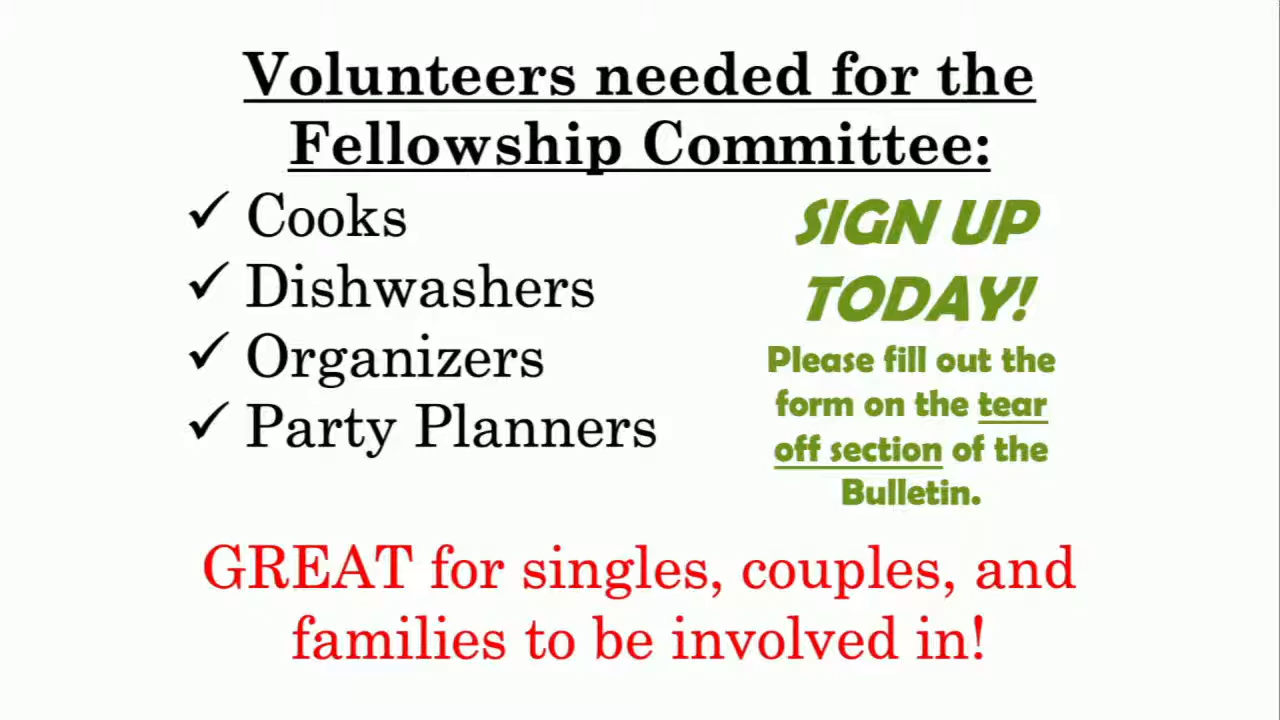 Volunteers needed for the
Fellowship Committee:
✓ Cooks
✓ Dishwashers
✓ Organizers
✓ Party Planners
SIGN UP
TODAY!
Please fill out the
form on the tear
off section of the
Bulletin.
GREAT for singles, couples, and
families to be involved in!